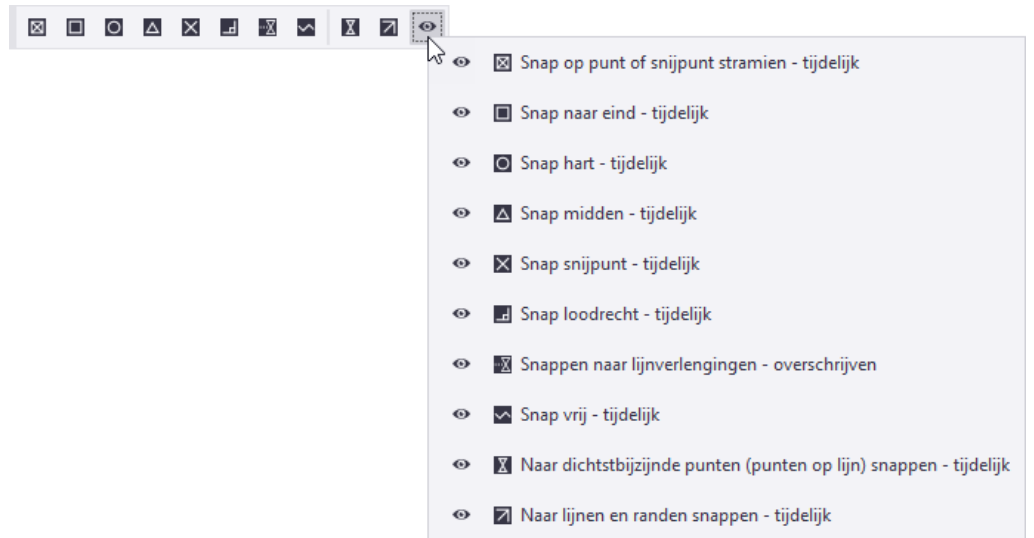 Snap op punt of snijpunt stramien - tijdelijk
Snap naar eind - tijdelijk
Snap hart - tijdelijk
Snap midden - tijdelijk
Snap snijpunt - tijdelijk
Snap loodrecht - tijdelijk
Snappen naar lijnverlengingen - overschrijven
Snap vrij - tijdelijk
Naar dichtstbijzijnde punten (punten op lijn) snappen - tijdelijk
Naar lijnen en randen snappen - tijdelijk